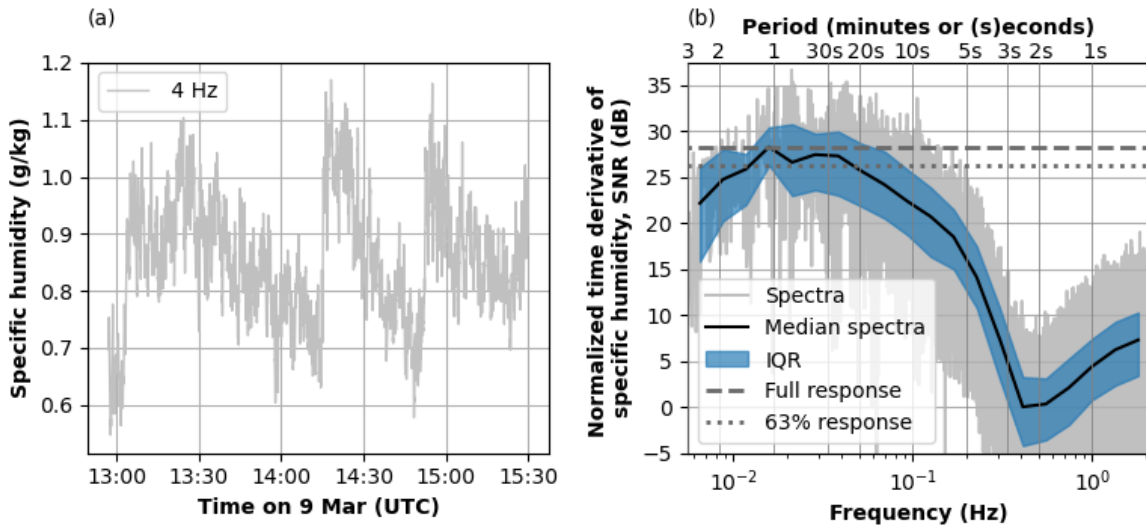 (a)
4 Hz
1.2
1.1
1.0
0.9
0.8
0.7
0.6
Specific humidity (g/kg)
13:00 13:30 14:00 14:30 15:00 15:30
Time on 9 Mar (UTC)
(b)
Period (minutes or (s)econds)
3 2 1 30s 20s 10s 5s 3s 2s 1s
35
30
25
20
15
10
5
0
−5
Normalized time derivative of
specific humidity, SNR (dB)
Spectra
Median spectra
IQR
Full response
63% response
10⁻² 10⁻¹ 10⁰
Frequency (Hz)